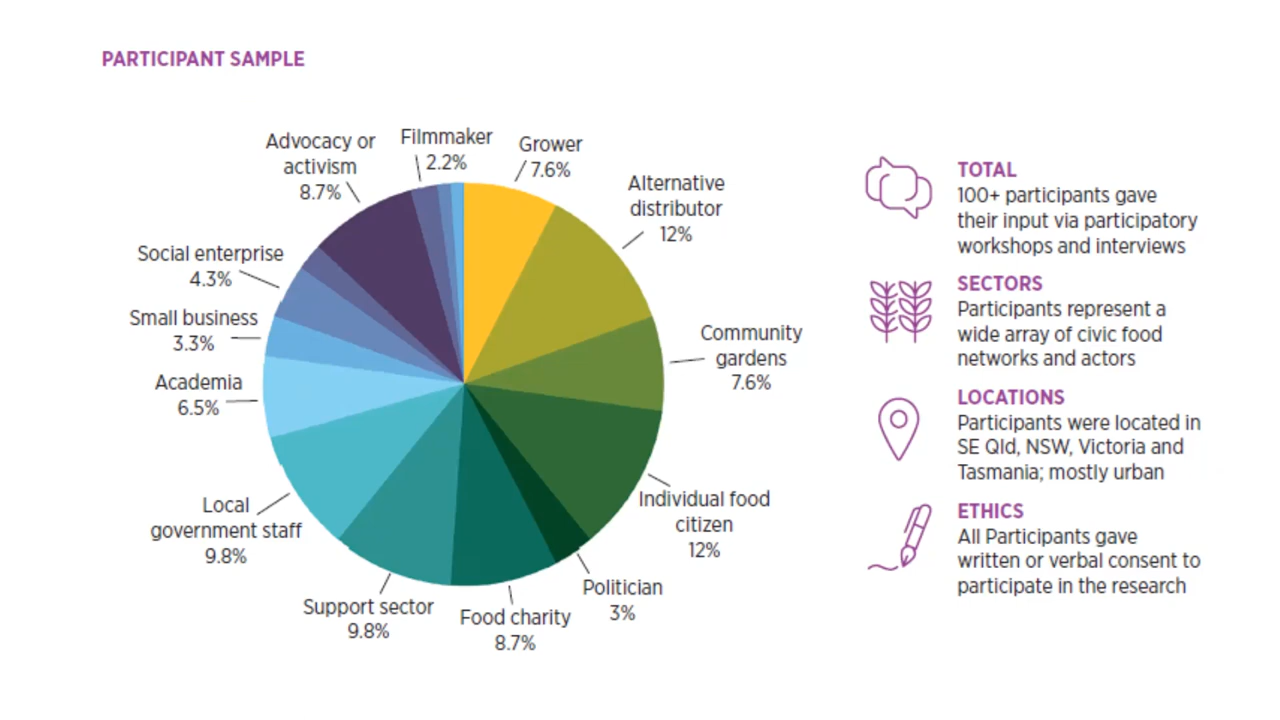 PARTICIPANT SAMPLE
Advocacy or
activism
8.7%
Filmmaker
2.2%
Grower
7.6%
Alternative
distributor
12%
Community
gardens
7.6%
Individual food
citizen
12%
Politician
3%
Food charity
8.7%
Support sector
9.8%
Local
government staff
9.8%
Academia
6.5%
Small business
3.3%
Social enterprise
4.3%
TOTAL
100+ participants gave
their input via participatory
workshops and interviews
SECTORS
Participants represent a
wide array of civic food
networks and actors
LOCATIONS
Participants were located in
SE Qld, NSW, Victoria and
Tasmania; mostly urban
ETHICS
All Participants gave
written or verbal consent to
participate in the research